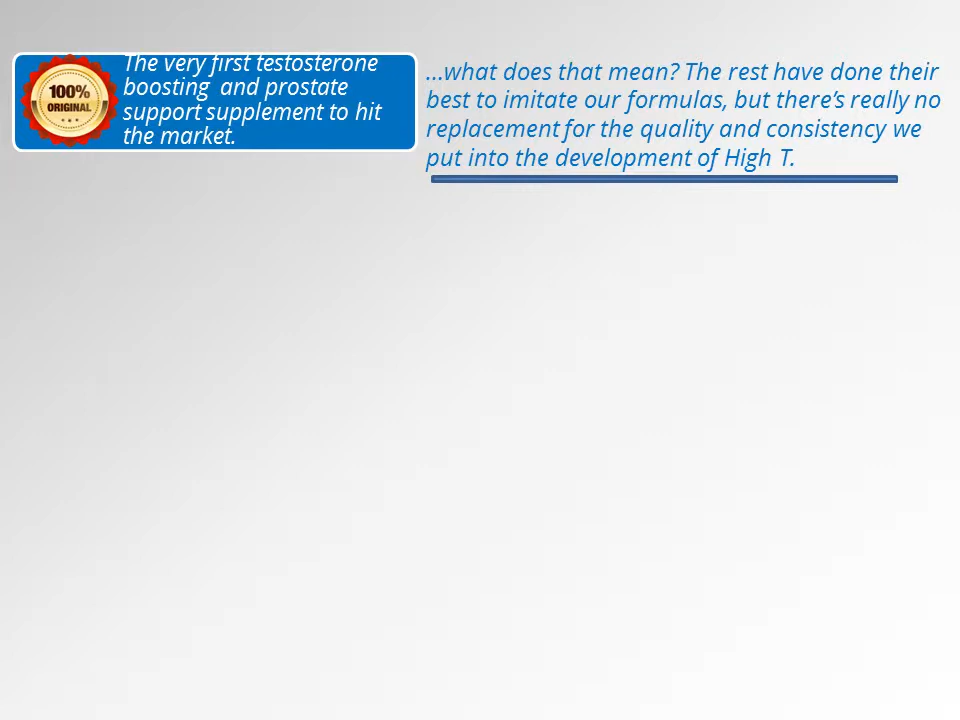 100%
ORIGINAL
The very first testosterone
boosting  and prostate
support supplement to hit
the market.
…what does that mean? The rest have done their
best to imitate our formulas, but there’s really no
replacement for the quality and consistency we
put into the development of High T.